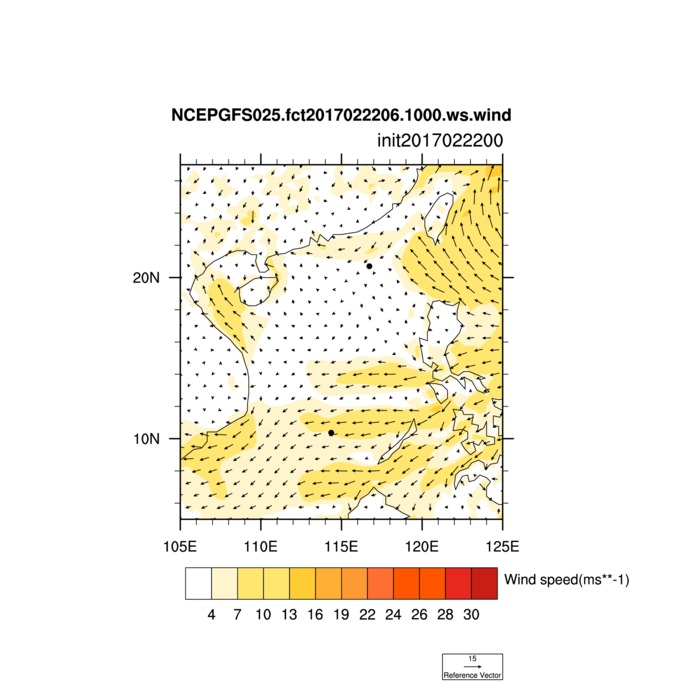 NCEPGFS025.fct2017022206.1000.ws.wind
init2017022200
20N
10N
105E 110E 115E 120E 125E
Wind speed(ms**-1)
4 7 10 13 16 19 22 24 26 28 30
15
Reference Vector